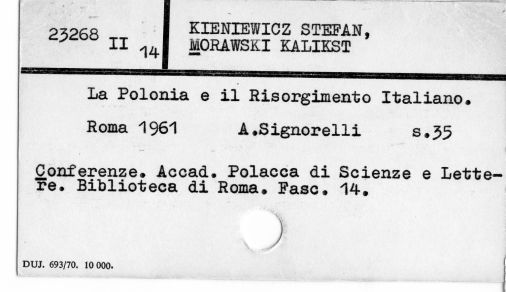 23268 II 14
KIENIEWICZ STEFAN,
MORAWSKI KALIKST
La Polonia e il Risorgimento Italiano.
Roma 1961 A.Signorelli s.35
Conferenze. Accad. Polacca di Scienze e Lette-
re. Biblioteca di Roma. Fasc. 14.
DUJ. 693/70. 10 000.